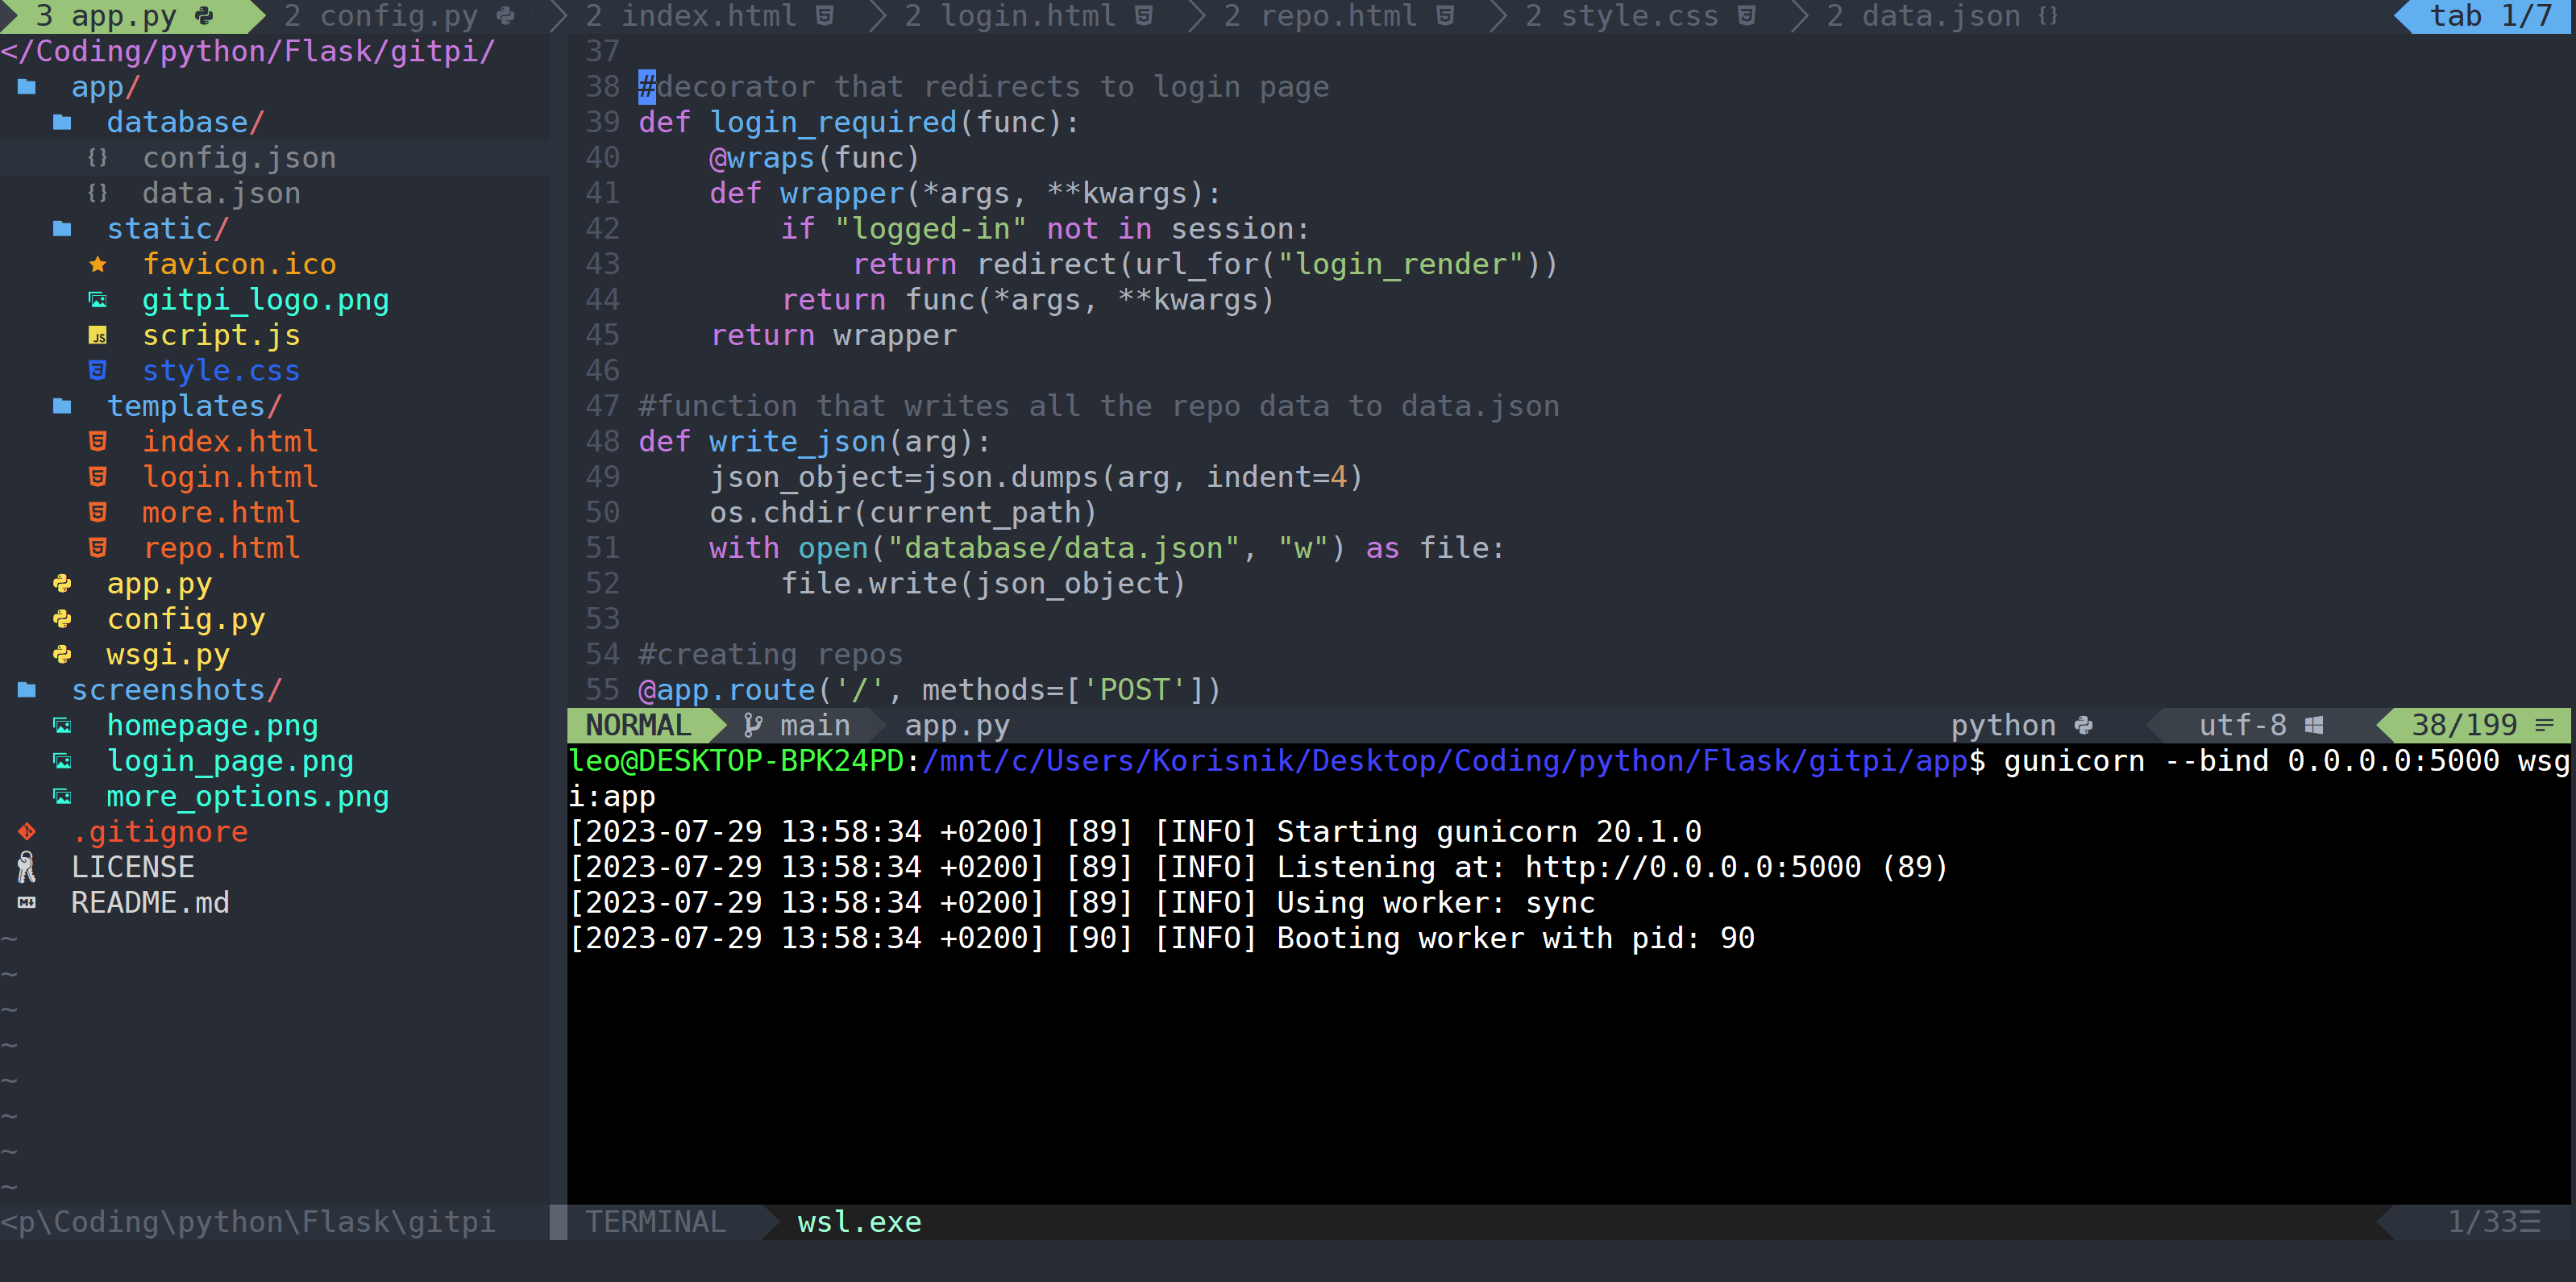 3 app.py 2 config.py 2 index.html 2 login.html 2 repo.html 2 style.css 2 data.json {} tab 1/7
</Coding/python/Flask/gitpi/
app/
database/
{} config.json
{} data.json
static/
favicon.ico
gitpi_logo.png
JS script.js
style.css
templates/
index.html
login.html
more.html
repo.html
app.py
config.py
wsgi.py
screenshots/
homepage.png
login_page.png
more_options.png
.gitignore
LICENSE
README.md
~
~
~
~
~
~
~
~
<p\Coding\python\Flask\gitpi
37
38 #decorator that redirects to login page
39 def login_required(func):
40     @wraps(func)
41     def wrapper(*args, **kwargs):
42         if "logged-in" not in session:
43             return redirect(url_for("login_render"))
44         return func(*args, **kwargs)
45     return wrapper
46
47 #function that writes all the repo data to data.json
48 def write_json(arg):
49     json_object=json.dumps(arg, indent=4)
50     os.chdir(current_path)
51     with open("database/data.json", "w") as file:
52         file.write(json_object)
53
54 #creating repos
55 @app.route('/', methods=['POST'])
NORMAL main app.py python utf-8 38/199
leo@DESKTOP-BPK24PD:/mnt/c/Users/Korisnik/Desktop/Coding/python/Flask/gitpi/app$ gunicorn --bind 0.0.0.0:5000 wsg
i:app
[2023-07-29 13:58:34 +0200] [89] [INFO] Starting gunicorn 20.1.0
[2023-07-29 13:58:34 +0200] [89] [INFO] Listening at: http://0.0.0.0:5000 (89)
[2023-07-29 13:58:34 +0200] [89] [INFO] Using worker: sync
[2023-07-29 13:58:34 +0200] [90] [INFO] Booting worker with pid: 90
TERMINAL wsl.exe 1/33☰